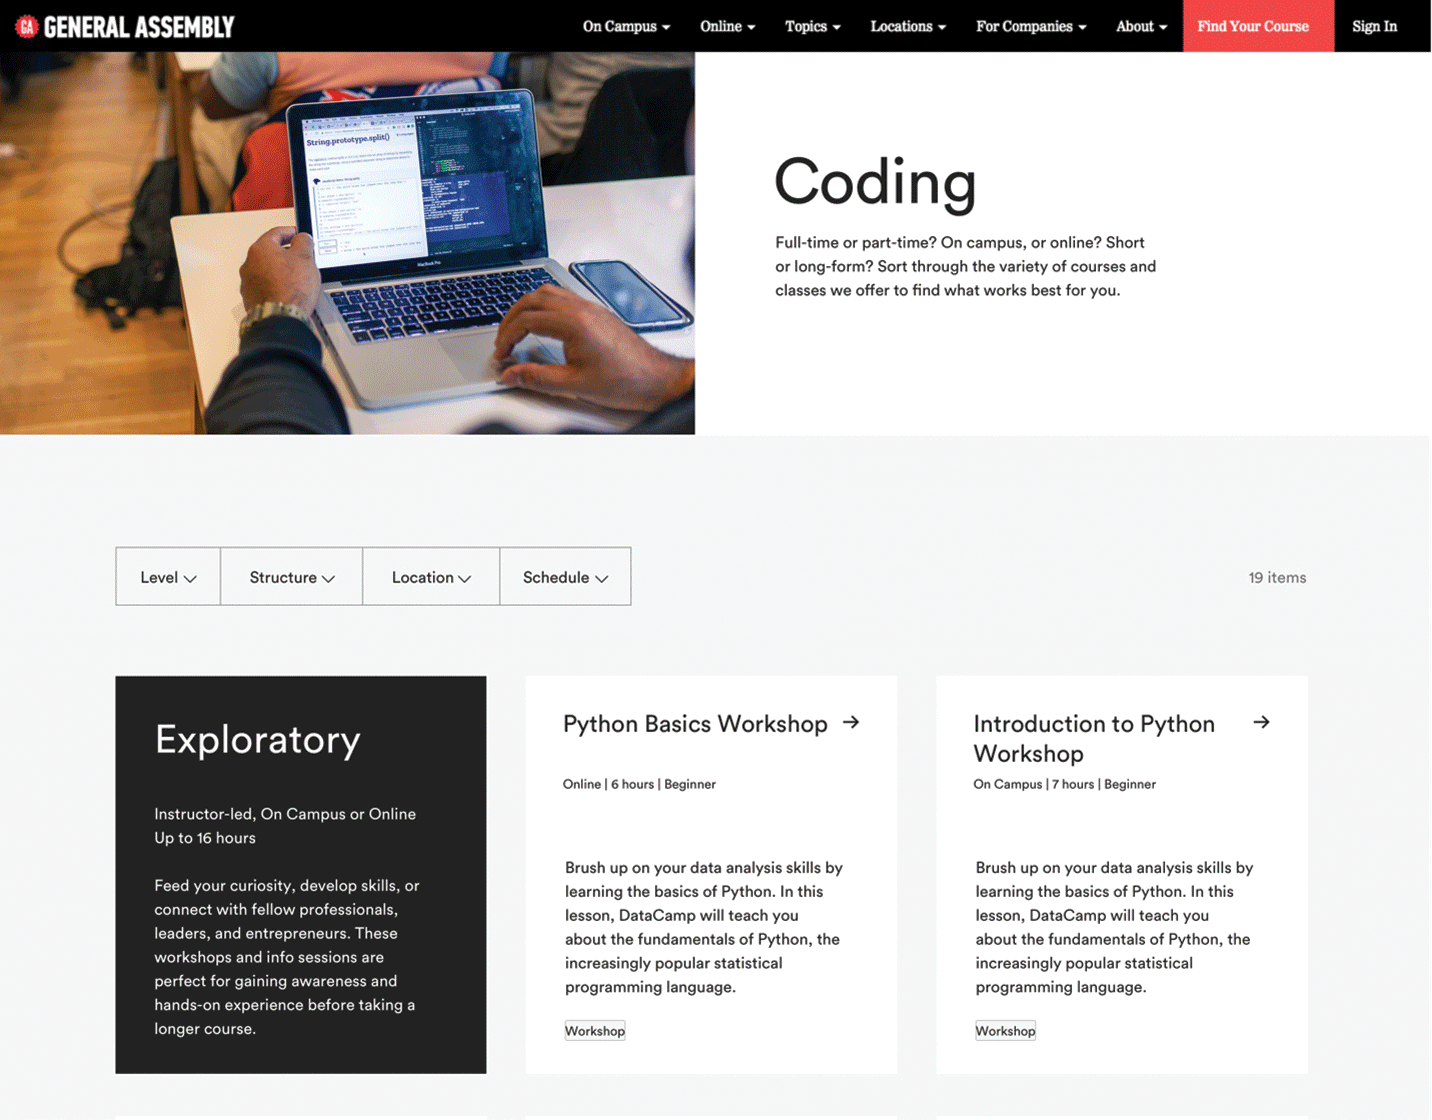 GA GENERAL ASSEMBLY
On Campus
Online
Topics
Locations
For Companies
About
Find Your Course
Sign In
String.prototype.split()
MacBook Pro
Coding
Full-time or part-time? On campus, or online? Short
or long-form? Sort through the variety of courses and
classes we offer to find what works best for you.
Level
Structure
Location
Schedule
19 items
Exploratory
Instructor-led, On Campus or Online
Up to 16 hours
Feed your curiosity, develop skills, or
connect with fellow professionals,
leaders, and entrepreneurs. These
workshops and info sessions are
perfect for gaining awareness and
hands-on experience before taking a
longer course.
Python Basics Workshop
Online | 6 hours | Beginner
Brush up on your data analysis skills by
learning the basics of Python. In this
lesson, DataCamp will teach you
about the fundamentals of Python, the
increasingly popular statistical
programming language.
Workshop
Introduction to Python
Workshop
On Campus | 7 hours | Beginner
Brush up on your data analysis skills by
learning the basics of Python. In this
lesson, DataCamp will teach you
about the fundamentals of Python, the
increasingly popular statistical
programming language.
Workshop